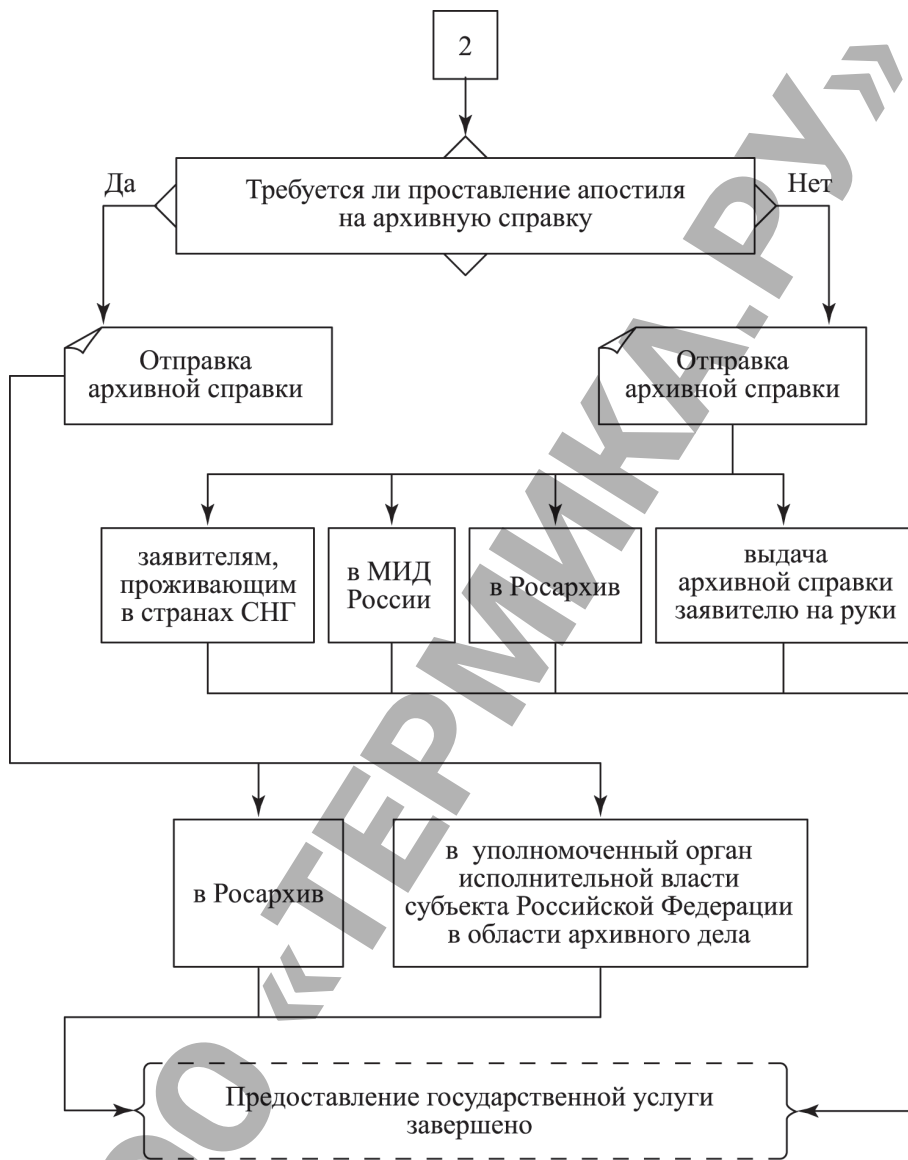 2
Требуется ли проставление апостиля
на архивную справку
Да
Нет
Отправка
архивной справки
Отправка
архивной справки
заявителям,
проживающим
в странах СНГ
в МИД
России
в Росархив
выдача
архивной справки
заявителю на руки
в Росархив
в уполномоченный орган
исполнительной власти
субъекта Российской Федерации
в области архивного дела
Предоставление государственной услуги
завершено
«ТЕРМИКА.РУ»